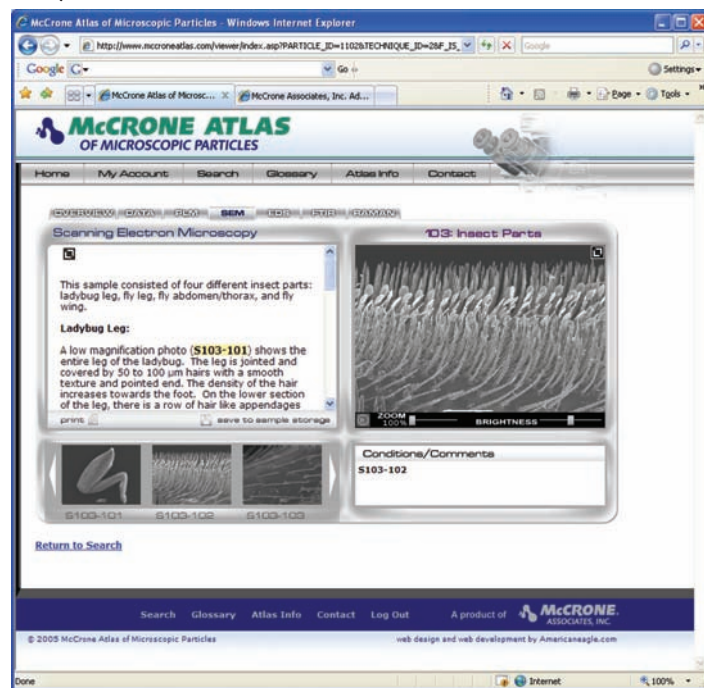 McCrone Atlas of Microscopic Particles - Windows Internet Explorer
http://www.mccroneatlas.com/viewer/index.asp?PARTICLE_ID=1102&TECHNIQUE_ID=2&F_IS_
Google
Google
Go
Settings
McCrone Atlas of Microsc...
McCrone Associates, Inc. Ad...
Page
Tools
McCRONE ATLAS
OF MICROSCOPIC PARTICLES
Home My Account Search Glossary Atlas Info Contact
OVERVIEW DATA PLM SEM EDS FTIR RAMAN
Scanning Electron Microscopy
103: Insect Parts
This sample consisted of four different insect parts:
ladybug leg, fly leg, fly abdomen/thorax, and fly
wing.
Ladybug Leg:
A low magnification photo (S103-101) shows the
entire leg of the ladybug. The leg is jointed and
covered by 50 to 100 µm hairs with a smooth
texture and pointed end. The density of the hair
increases towards the foot. On the lower section
of the leg, there is a row of hair like appendages
print
save to sample storage
ZOOM
100%
BRIGHTNESS
Conditions/Comments
S103-102
S103-101 S103-102 S103-103
Return to Search
Search Glossary Atlas Info Contact Log Out
A product of McCRONE.
ASSOCIATES, INC.
© 2005 McCrone Atlas of Microscopic Particles
web design and web development by Americaneagle.com
Done
Internet
100%